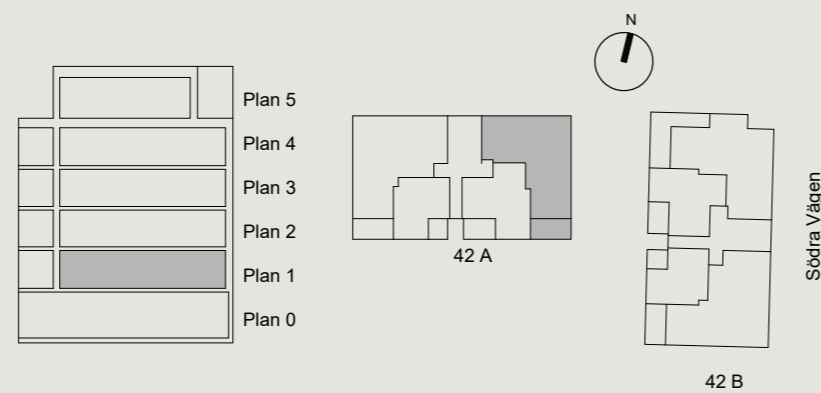 N
Plan 5
Plan 4
Plan 3
Plan 2
Plan 1
Plan 0
42 A
Södra Vägen
42 B